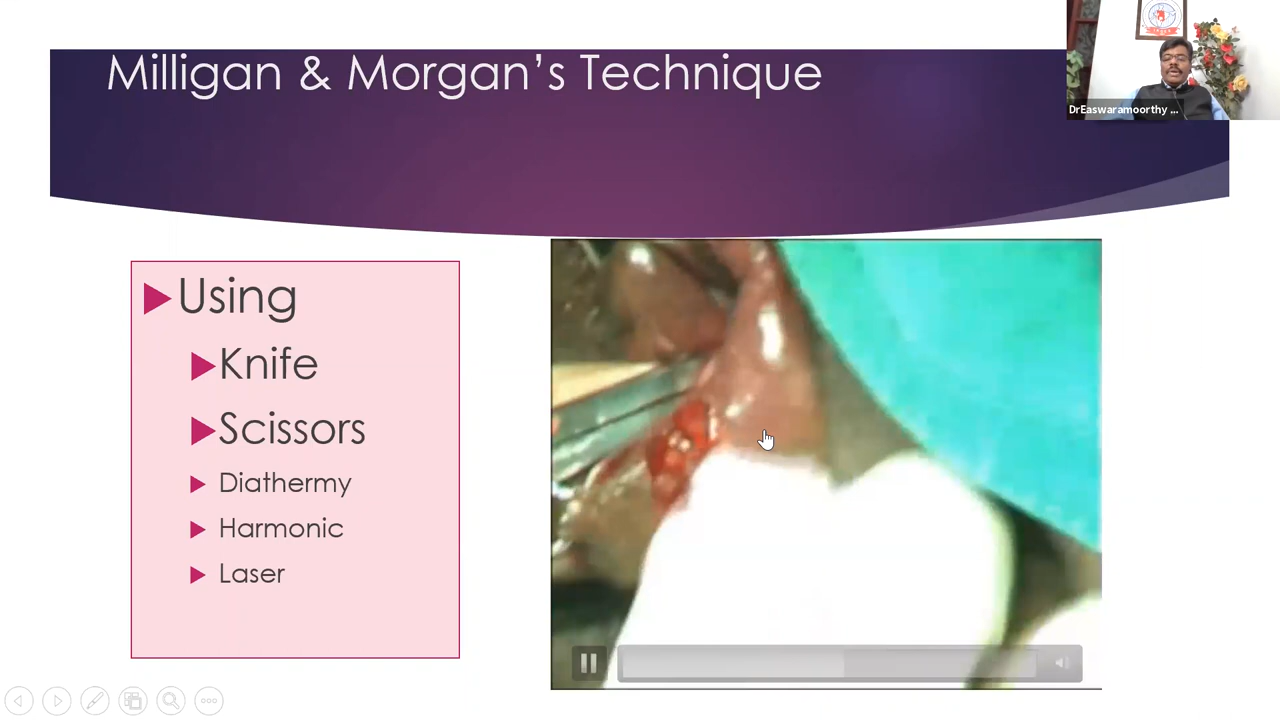 Milligan & Morgan’s Technique
DrEaswaramoorthy ...
Using
Knife
Scissors
Diathermy
Harmonic
Laser